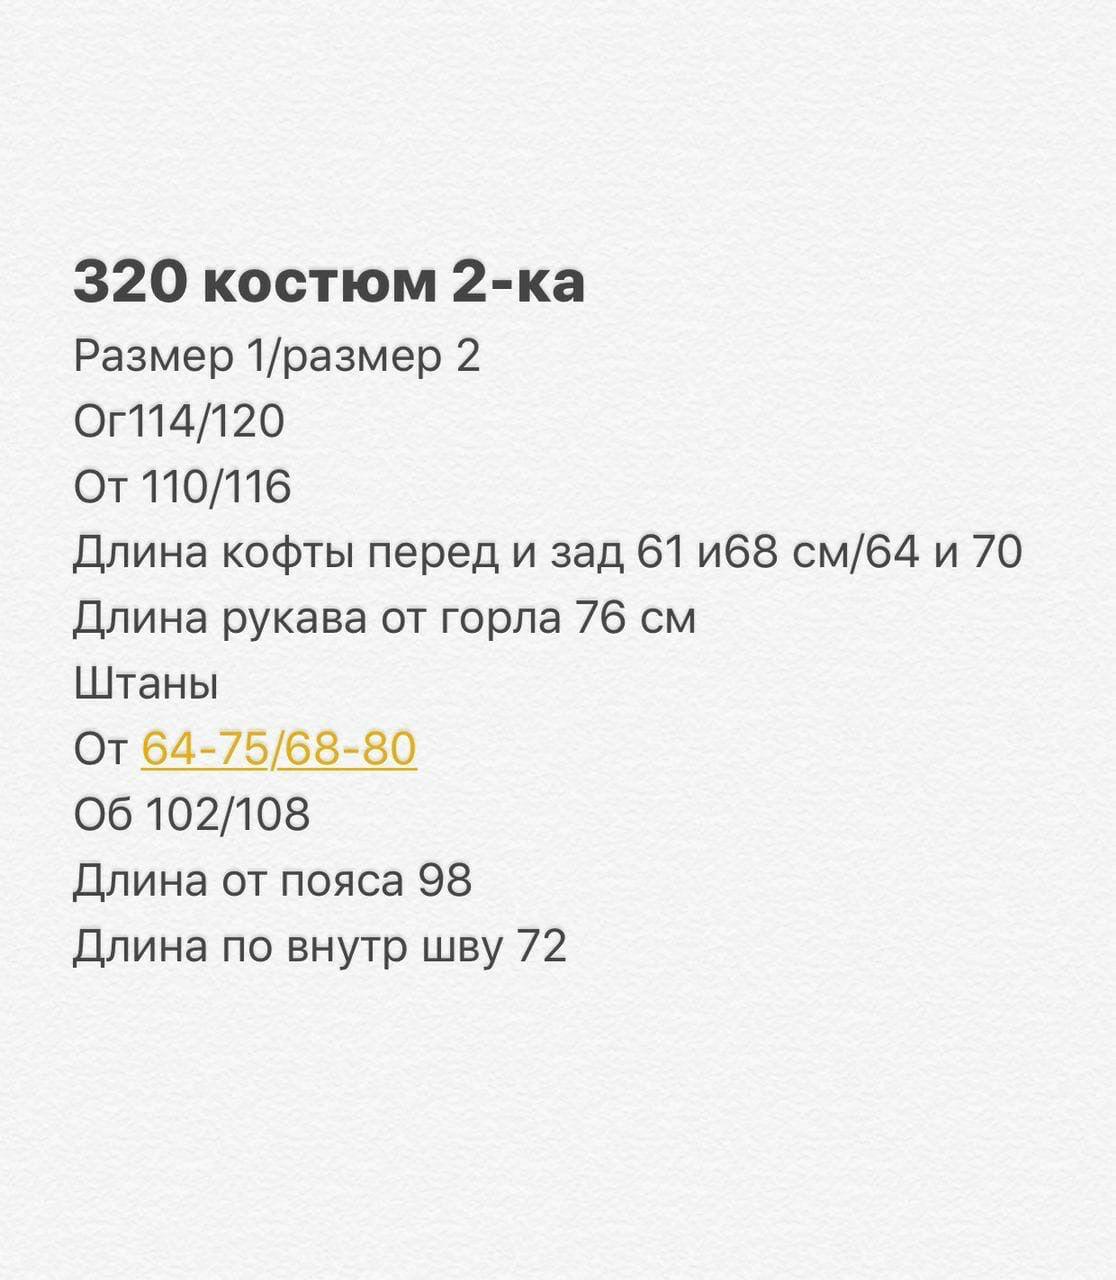 320 костюм 2-ка
Размер 1/размер 2
Ог114/120
От 110/116
Длина кофты перед и зад 61 и68 см/64 и 70
Длина рукава от горла 76 см
Штаны
От 64-75/68-80
Об 102/108
Длина от пояса 98
Длина по внутр шву 72